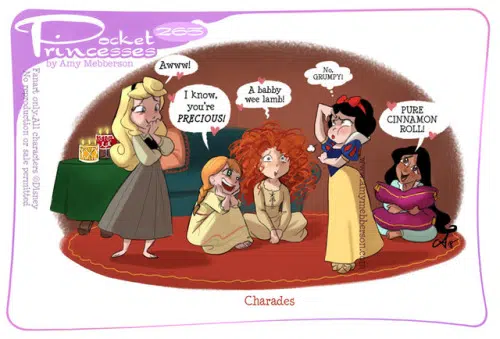 Pocket
Princesses
263
by Amy Mebberson
Fanart only. All characters ©Disney
No reproduction or sale permitted
Awww!
I know,
you're
PRECIOUS!
A babby
wee lamb!
No,
GRUMPY!
PURE
CINNAMON
ROLL!
amymebberson.com
Charades